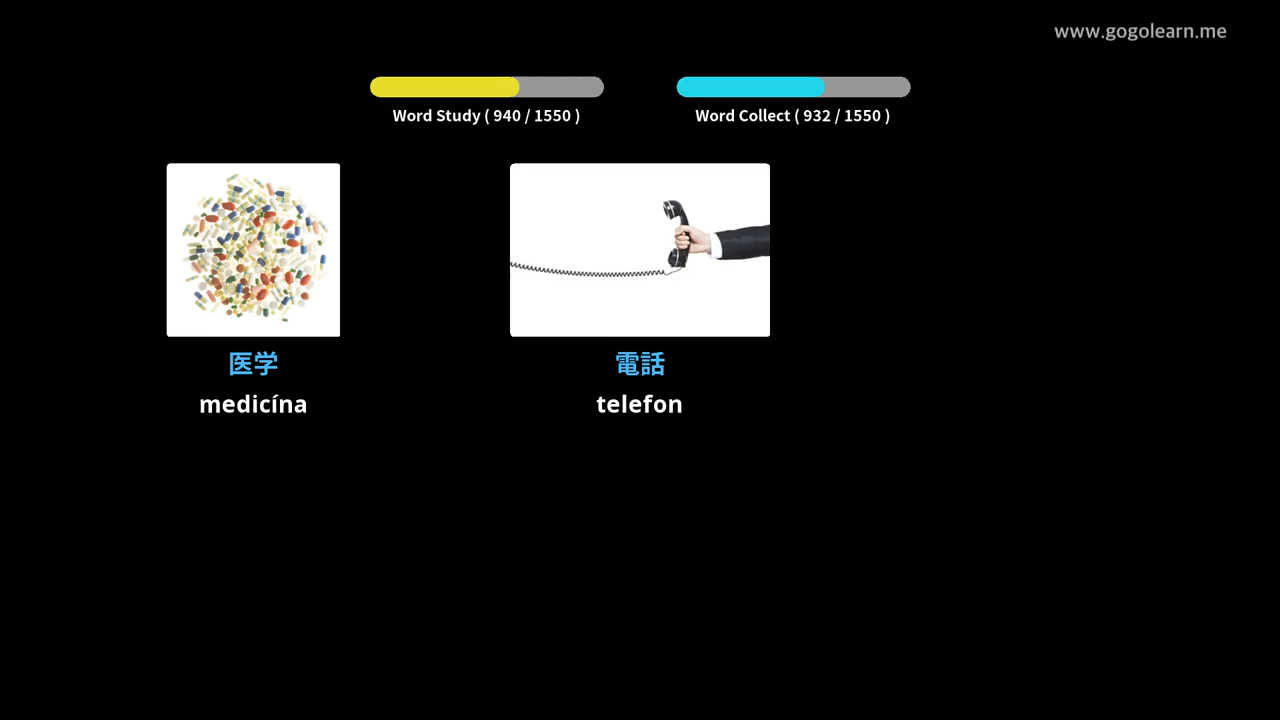 www.gogolearn.me
Word Study ( 940 / 1550 )
Word Collect ( 932 / 1550 )
医学
medicína
電話
telefon